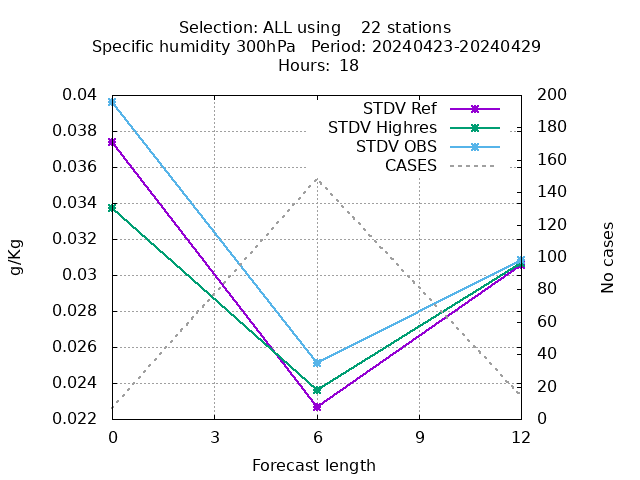 Selection: ALL using    22 stations
Specific humidity 300hPa   Period: 20240423-20240429
Hours:  18
STDV Ref
STDV Highres
STDV OBS
CASES
0.04
0.038
0.036
0.034
0.032
0.03
0.028
0.026
0.024
0.022
g/Kg
200
180
160
140
120
100
80
60
40
20
0
No cases
0 3 6 9 12
Forecast length